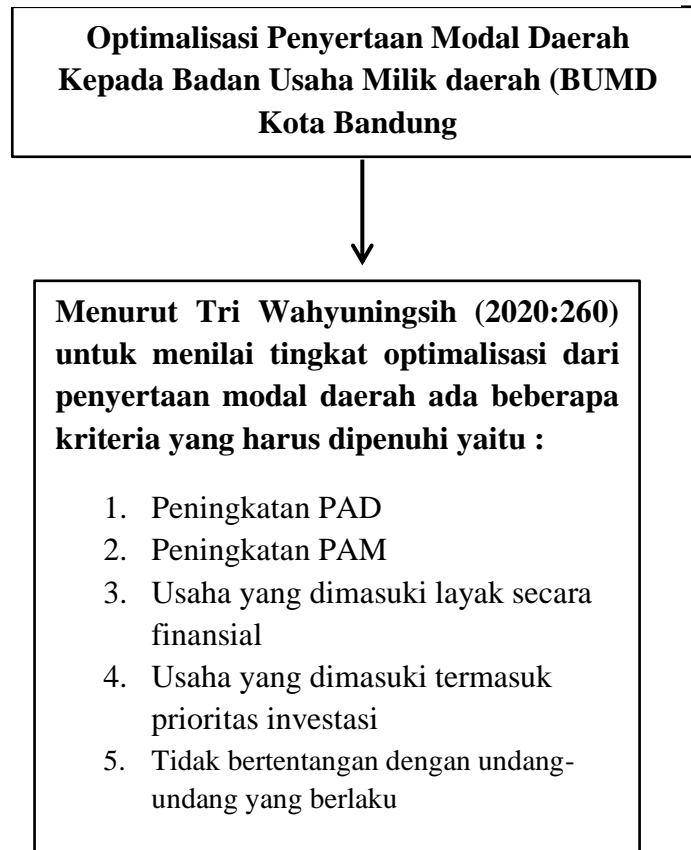 Optimalisasi Penyertaan Modal Daerah
Kepada Badan Usaha Milik daerah (BUMD
Kota Bandung
Menurut Tri Wahyuningsih (2020:260)
untuk menilai tingkat optimalisasi dari
penyertaan modal daerah ada beberapa
kriteria yang harus dipenuhi yaitu :
1. Peningkatan PAD
2. Peningkatan PAM
3. Usaha yang dimasuki layak secara
finansial
4. Usaha yang dimasuki termasuk
prioritas investasi
5. Tidak bertentangan dengan undang-
undang yang berlaku